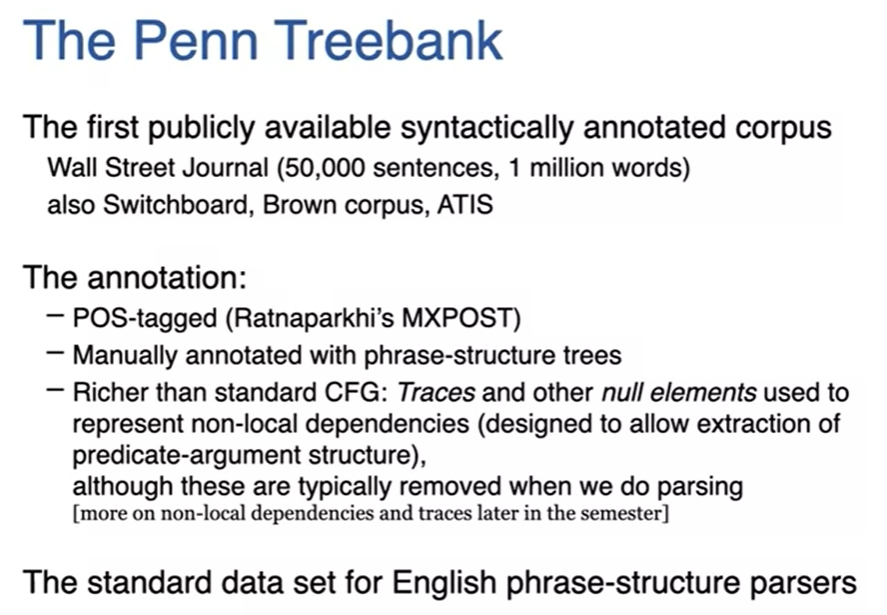 The Penn Treebank
The first publicly available syntactically annotated corpus
Wall Street Journal (50,000 sentences, 1 million words)
also Switchboard, Brown corpus, ATIS
The annotation:
– POS-tagged (Ratnaparkhi's MXPOST)
– Manually annotated with phrase-structure trees
– Richer than standard CFG: Traces and other null elements used to
represent non-local dependencies (designed to allow extraction of
predicate-argument structure),
although these are typically removed when we do parsing
[more on non-local dependencies and traces later in the semester]
The standard data set for English phrase-structure parsers